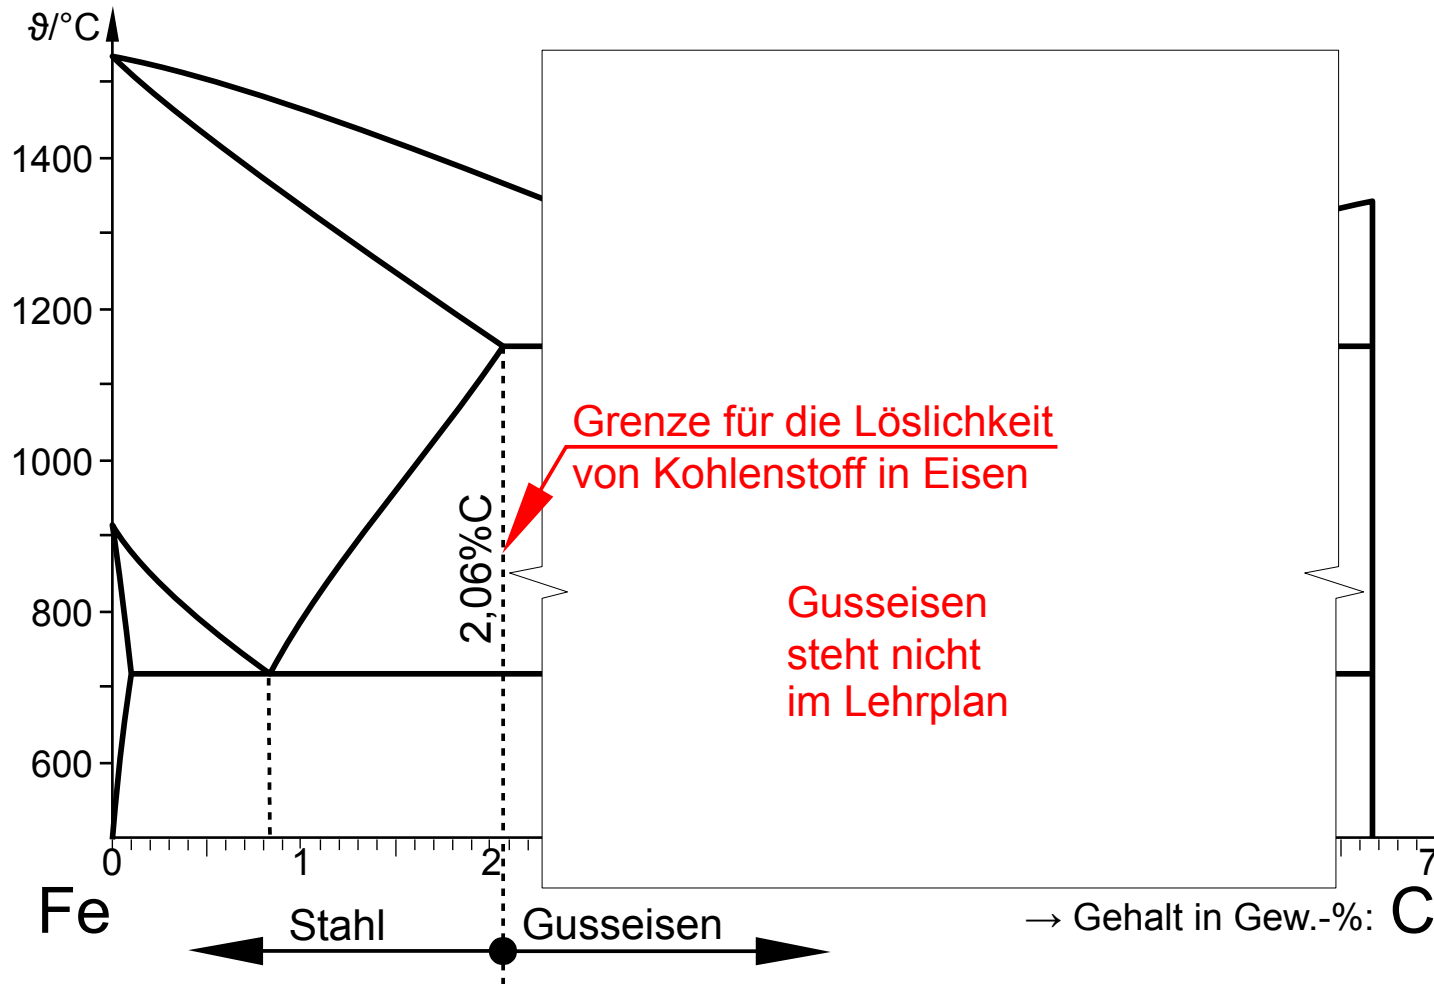 ϑ/°C
1400
1200
1000
800
600
Grenze für die Löslichkeit
von Kohlenstoff in Eisen
2,06%C
Gusseisen
steht nicht
im Lehrplan
0 1 2 7
Fe
→ Gehalt in Gew.-%: C
Stahl Gusseisen